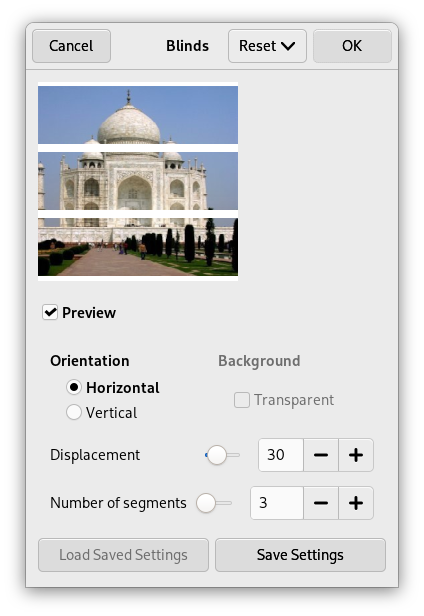 Cancel Blinds Reset OK
Preview
Orientation Background
Horizontal
Transparent
Vertical
Displacement 30
Number of segments 3
Load Saved Settings Save Settings